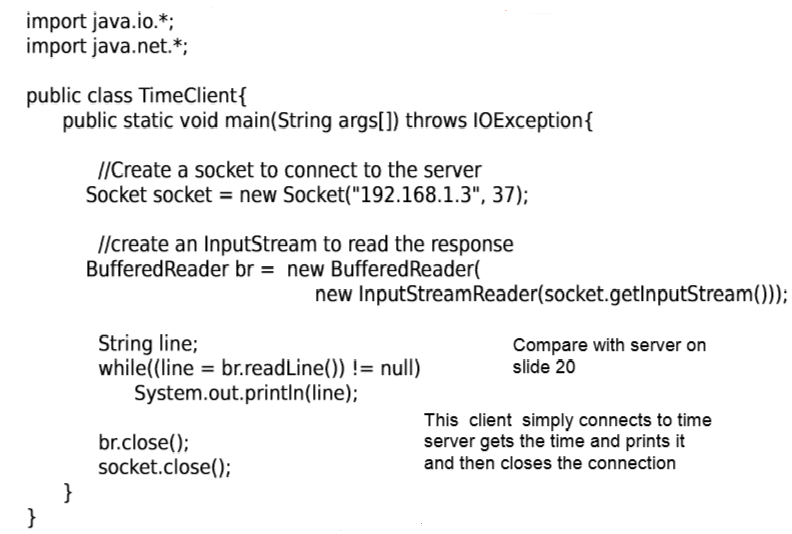 import java.io.*;
import java.net.*;
public class TimeClient{
public static void main(String args[]) throws IOException{
//Create a socket to connect to the server
Socket socket = new Socket("192.168.1.3", 37);
//create an InputStream to read the response
BufferedReader br = new BufferedReader(
new InputStreamReader(socket.getInputStream()));
String line;
while((line = br.readLine()) != null)
System.out.println(line);
Compare with server on
slide 20
br.close();
socket.close();
This client simply connects to time
server gets the time and prints it
and then closes the connection
}
}